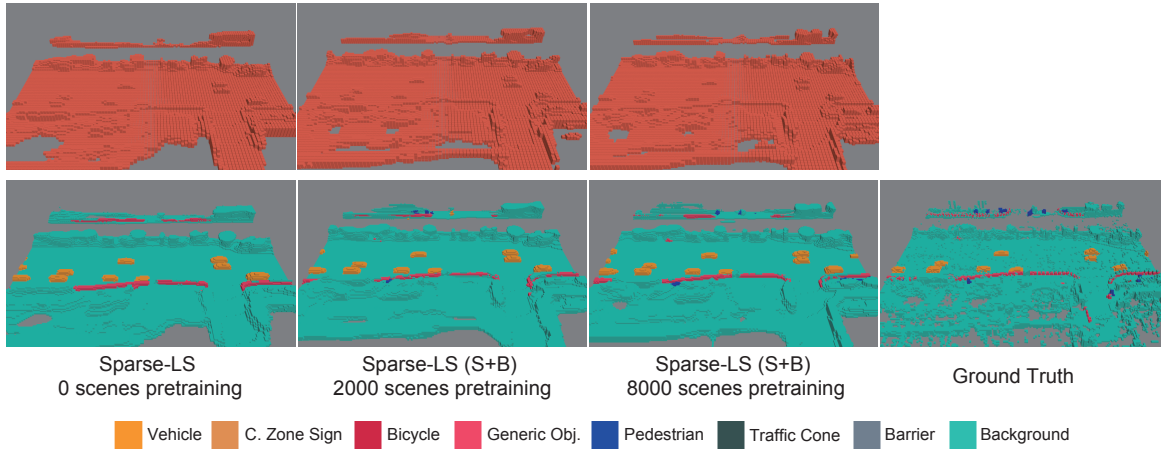 Sparse-LS
0 scenes pretraining
Sparse-LS (S+B)
2000 scenes pretraining
Sparse-LS (S+B)
8000 scenes pretraining
Ground Truth
Vehicle
C. Zone Sign
Bicycle
Generic Obj.
Pedestrian
Traffic Cone
Barrier
Background